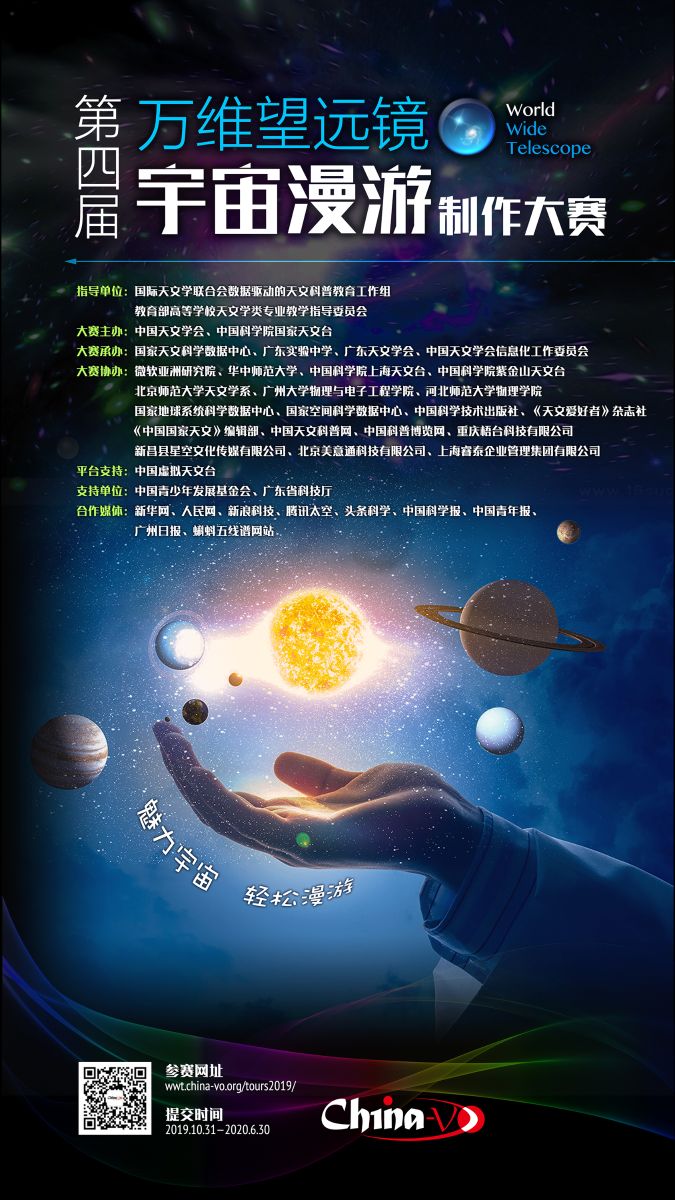 第四届
万维望远镜
World
Wide
Telescope
宇宙漫游制作大赛
指导单位：国际天文学联合会数据驱动的天文科普教育工作组
教育部高等学校天文学类专业教学指导委员会
大赛主办：中国天文学会、中国科学院国家天文台
大赛承办：国家天文科学数据中心、广东实验中学、广东天文学会、中国天文学会信息化工作委员会
大赛协办：微软亚洲研究院、华中师范大学、中国科学院上海天文台、中国科学院紫金山天文台
北京师范大学天文学系、广州大学物理与电子工程学院、河北师范大学物理学院
国家地球系统科学数据中心、国家空间科学数据中心、中国科学技术出版社、《天文爱好者》杂志社
《中国国家天文》编辑部、中国天文科普网、中国科普博览网、重庆梧台科技有限公司
新昌县星空文化传媒有限公司、北京美意通科技有限公司、上海睿泰企业管理集团有限公司
平台支持：中国虚拟天文台
支持单位：中国青少年发展基金会、广东省科技厅
合作媒体：新华网、人民网、新浪科技、腾讯太空、头条科学、中国科学报、中国青年报、
广州日报、蝌蚪五线谱网站
魅力宇宙 轻松漫游
参赛网址
wwt.china-vo.org/tours2019/
提交时间
2019.10.31—2020.6.30
China-VO